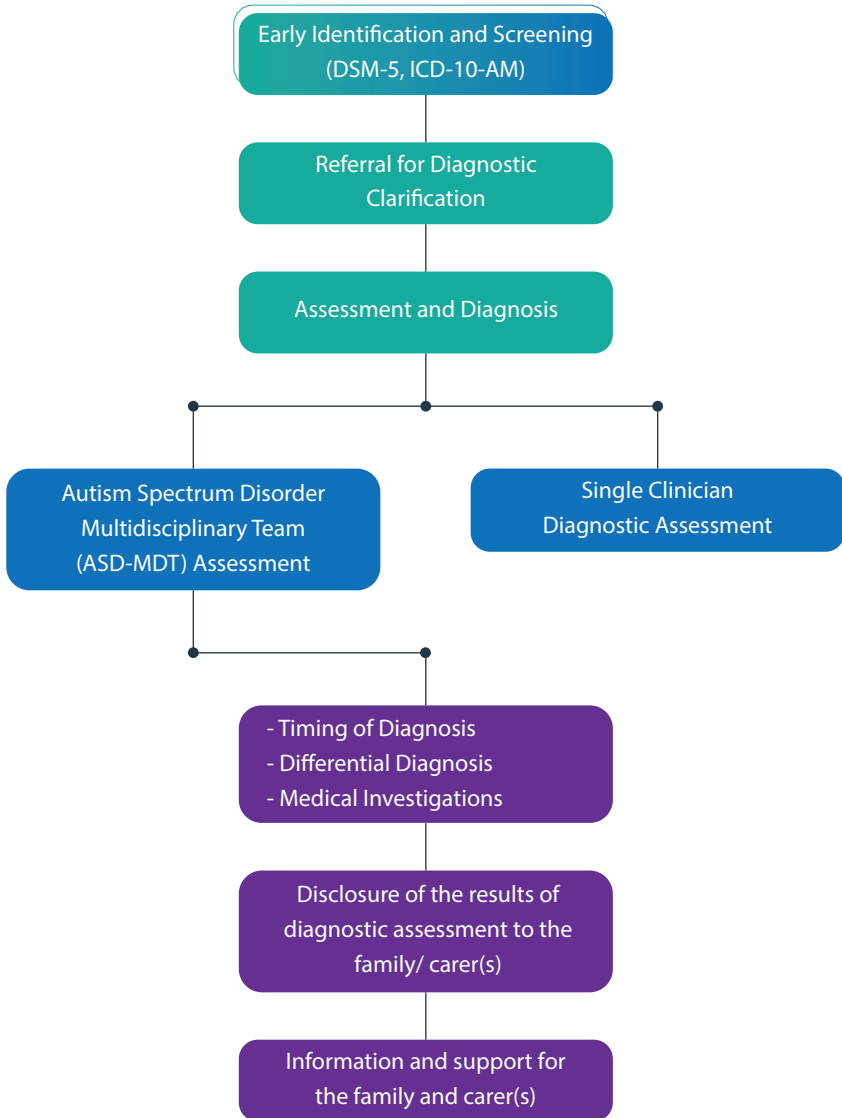 Early Identification and Screening
(DSM-5, ICD-10-AM)
Referral for Diagnostic
Clarification
Assessment and Diagnosis
Autism Spectrum Disorder
Multidisciplinary Team
(ASD-MDT) Assessment
Single Clinician
Diagnostic Assessment
- Timing of Diagnosis
- Differential Diagnosis
- Medical Investigations
Disclosure of the results of
diagnostic assessment to the
family/ carer(s)
Information and support for
the family and carer(s)